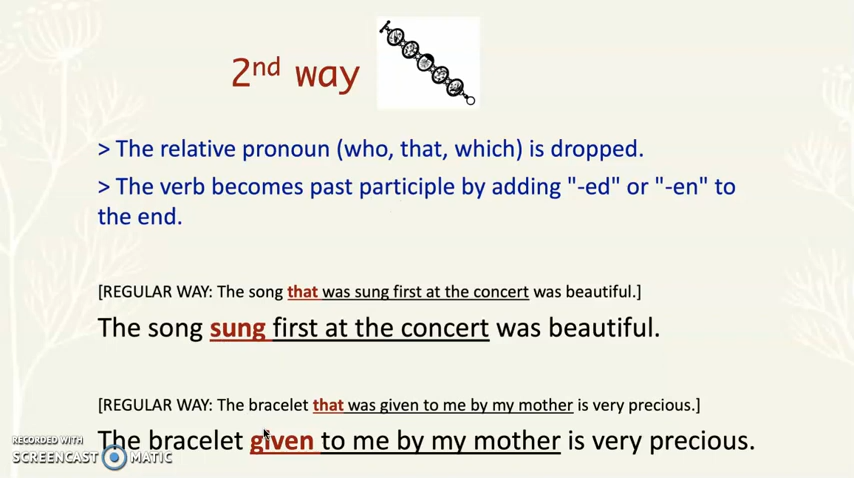 2nd way
> The relative pronoun (who, that, which) is dropped.
> The verb becomes past participle by adding "-ed" or "-en" to
the end.
[REGULAR WAY: The song that was sung first at the concert was beautiful.]
The song sung first at the concert was beautiful.
[REGULAR WAY: The bracelet that was given to me by my mother is very precious.]
The bracelet given to me by my mother is very precious.
RECORDED WITH
SCREENCAST MATIC